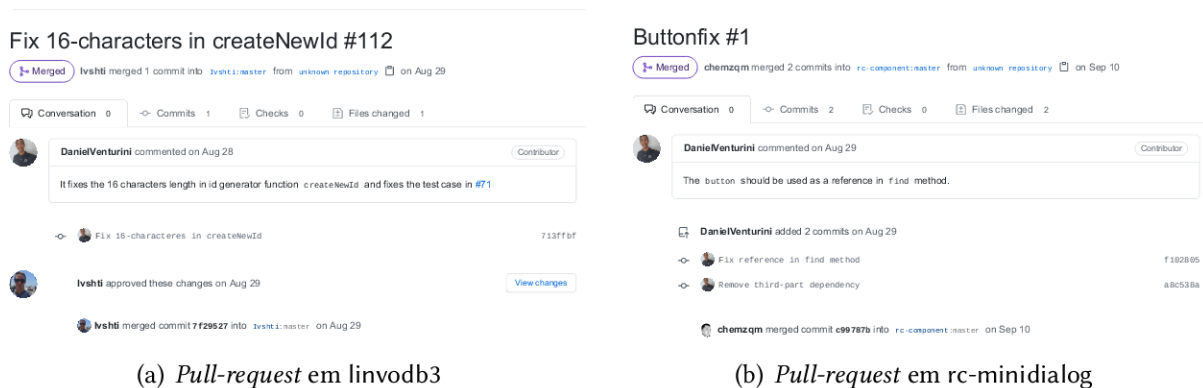 Fix 16-characters in createNewId #112
Merged Ivshti merged 1 commit into Ivshti:master from unknown repository on Aug 29
Conversation 0 Commits 1 Checks 0 Files changed 1
DanielVenturini commented on Aug 28 Contributor
It fixes the 16 characters length in id generator function createNewId and fixes the test case in #71
Fix 16-characteres in createNewId 713ffbf
Ivshti approved these changes on Aug 29 View changes
Ivshti merged commit 7f29527 into Ivshti:master on Aug 29
(a) Pull-request em linvodb3
Buttonfix #1
Merged chemzqm merged 2 commits into rc-component:master from unknown repository on Sep 10
Conversation 0 Commits 2 Checks 0 Files changed 2
DanielVenturini commented on Aug 29 Contributor
The button should be used as a reference in find method.
DanielVenturini added 2 commits on Aug 29
Fix reference in find method f102805
Remove third-part dependency a8c538a
chemzqm merged commit c99787b into rc-component:master on Sep 10
(b) Pull-request em rc-minidialog